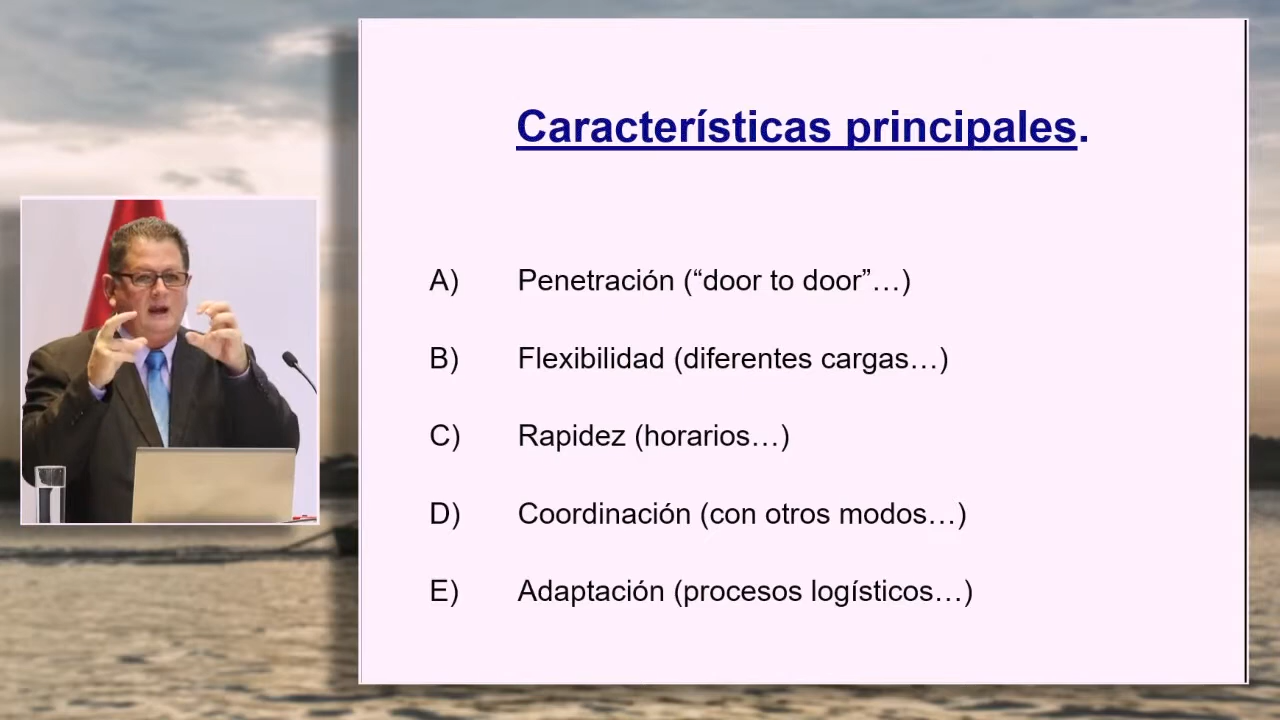 Características principales.
A) Penetración (“door to door”…)
B) Flexibilidad (diferentes cargas…)
C) Rapidez (horarios…)
D) Coordinación (con otros modos…)
E) Adaptación (procesos logísticos…)